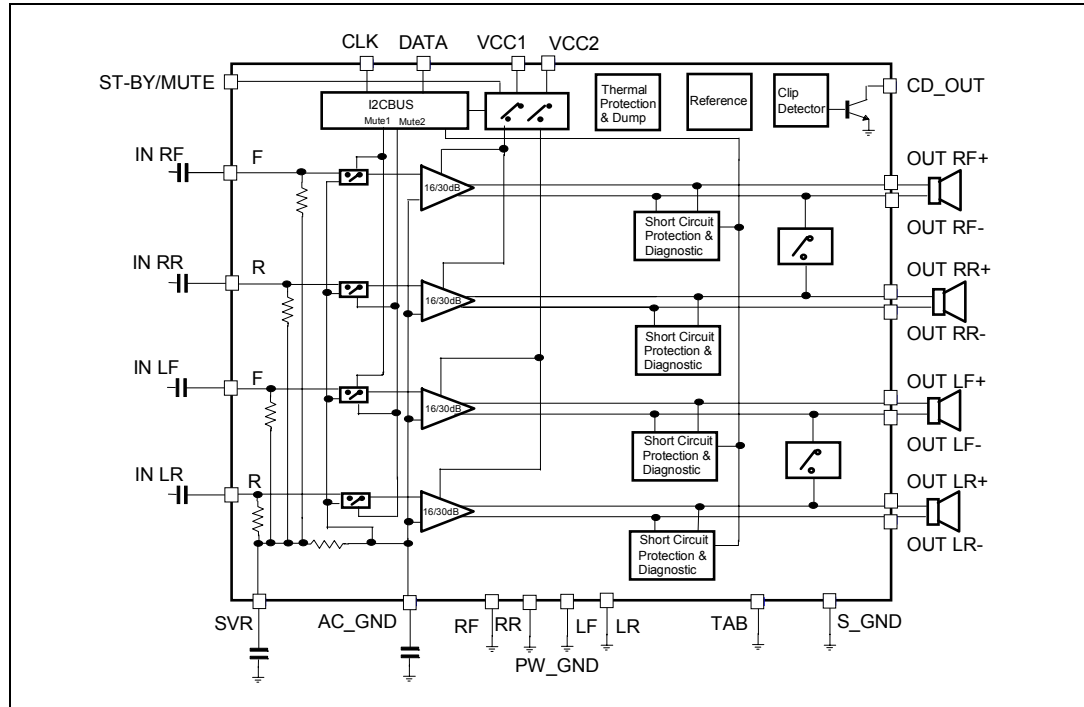 CLK DATA VCC1 VCC2
ST-BY/MUTE
I2CBUS
Mute1 Mute2
Thermal
Protection
& Dump
Reference
Clip
Detector
CD_OUT
IN RF
F
16/30dB
OUT RF+
Short Circuit
Protection &
Diagnostic
OUT RF-
IN RR
R
16/30dB
OUT RR+
Short Circuit
Protection &
Diagnostic
OUT RR-
IN LF
F
16/30dB
OUT LF+
Short Circuit
Protection &
Diagnostic
OUT LF-
IN LR
R
16/30dB
OUT LR+
Short Circuit
Protection &
Diagnostic
OUT LR-
SVR AC_GND RF RR LF LR TAB S_GND
PW_GND